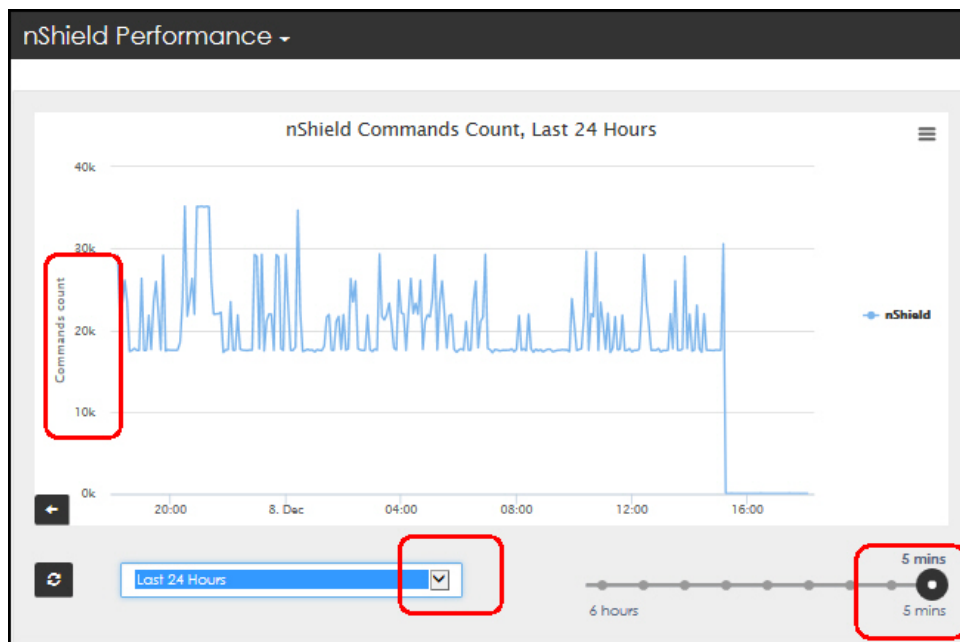 nShield Performance
nShield Commands Count, Last 24 Hours
40k
30k
20k
10k
0k
Commands count
20:00
8. Dec
04:00
08:00
12:00
16:00
nShield
Last 24 Hours
5 mins
6 hours
5 mins